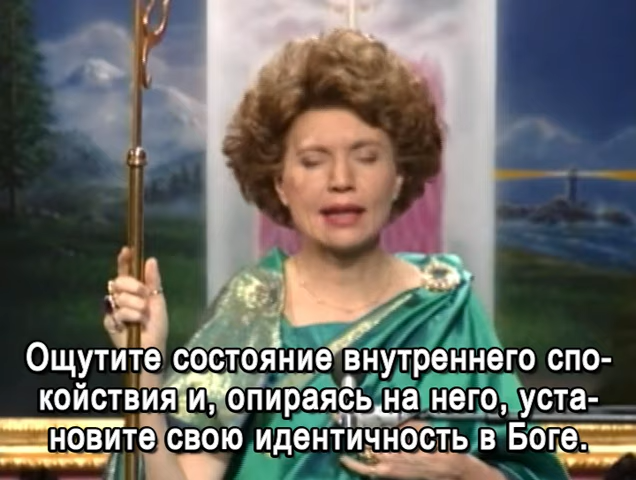 Ощутите состояние внутреннего спо-
койствия и, опираясь на него, уста-
новите свою идентичность в Боге.